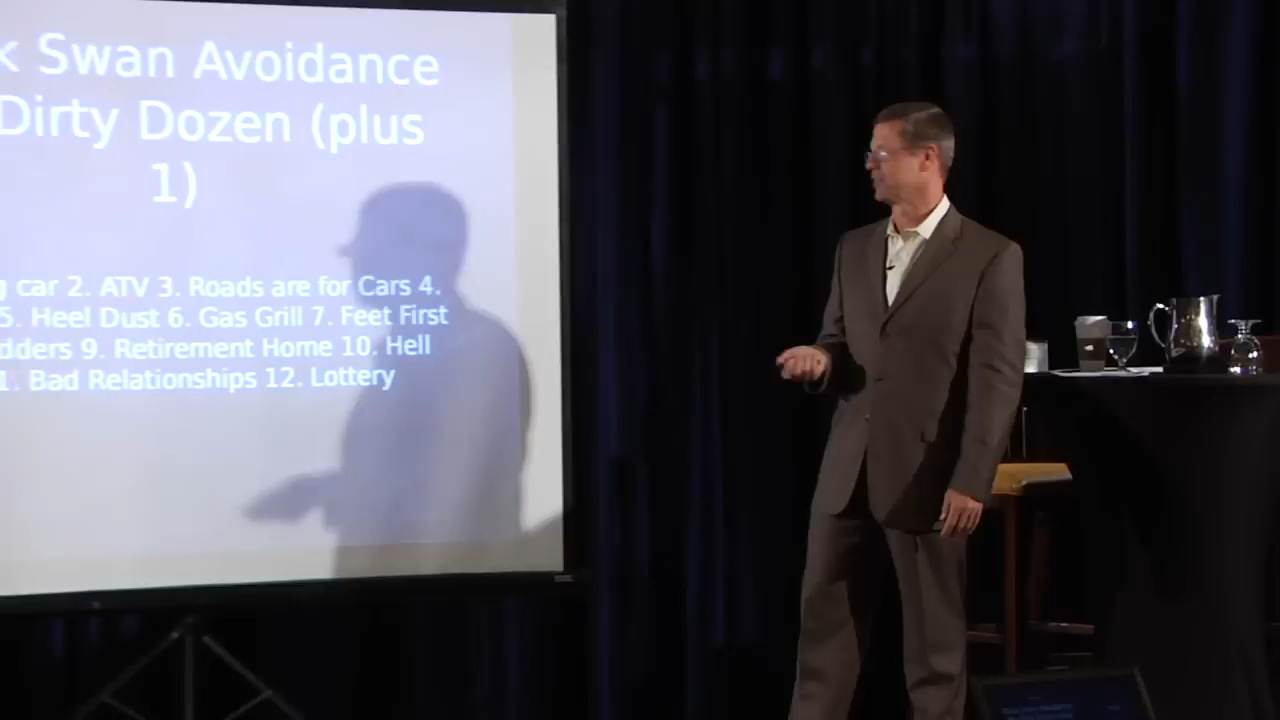 k Swan Avoidance
Dirty Dozen (plus
1)
g car 2. ATV 3. Roads are for Cars 4.
5. Heel Dust 6. Gas Grill 7. Feet First
dders 9. Retirement Home 10. Hell
1. Bad Relationships 12. Lottery